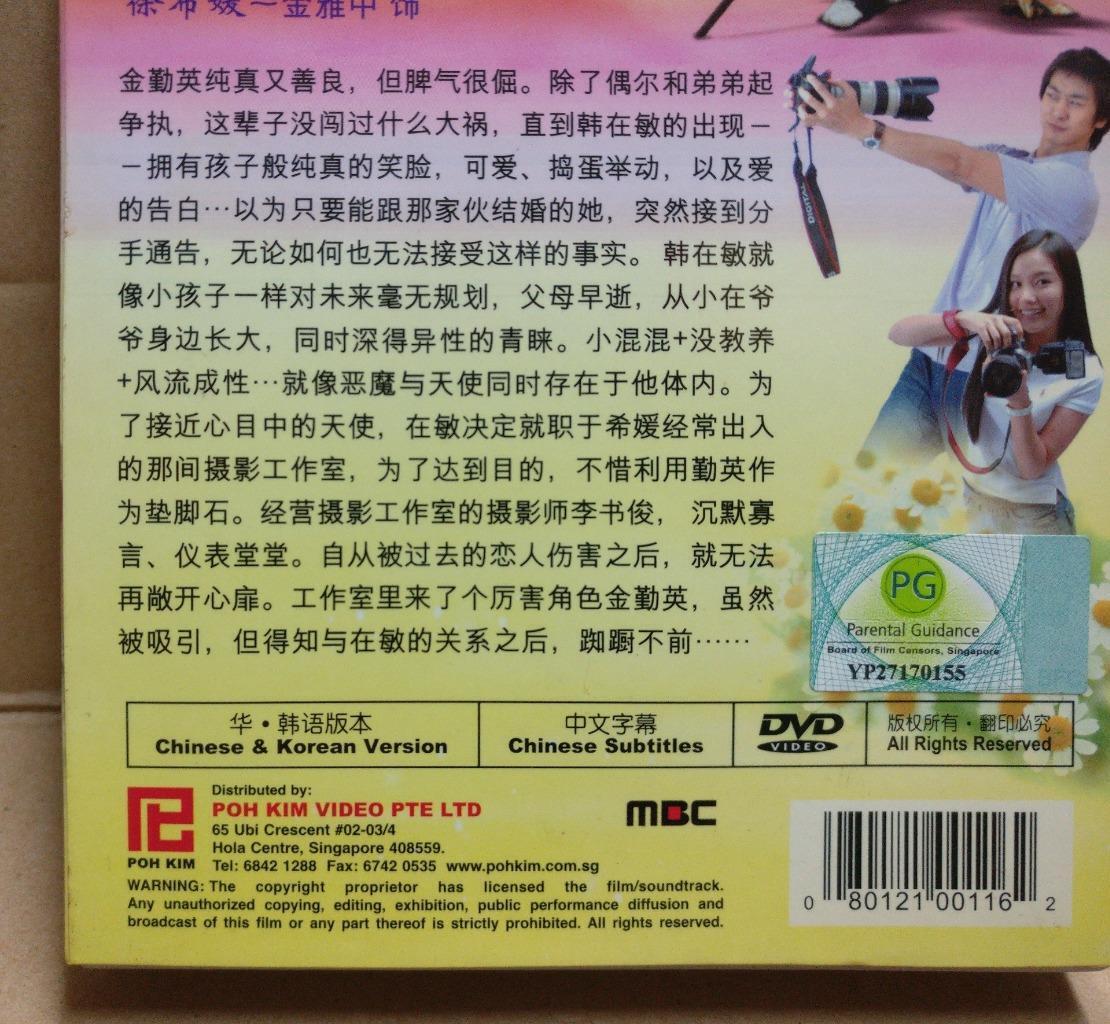 徐希媛～金雅中 饰
金勤英纯真又善良，但脾气很倔。除了偶尔和弟弟起
争执，这辈子没闯过什么大祸，直到韩在敏的出现－
－拥有孩子般纯真的笑脸，可爱、捣蛋举动，以及爱
的告白…以为只要能跟那家伙结婚的她，突然接到分
手通告，无论如何也无法接受这样的事实。 韩在敏就
像小孩子一样对未来毫无规划，父母早逝，从小在爷
爷身边长大，同时深得异性的青睐。小混混+没教养
+风流成性…就像恶魔与天使同时存在于他体内。为
了接近心目中的天使，在敏决定就职于希媛经常出入
的那间摄影工作室，为了达到目的，不惜利用勤英作
为垫脚石。经营摄影工作室的摄影师李书俊， 沉默寡
言、仪表堂堂。自从被过去的恋人伤害之后，就无法
再敞开心扉。工作室里来了个厉害角色金勤英，虽然
被吸引，但得知与在敏的关系之后，踟蹰不前……
DIGITAL
PG
Parental Guidance
Board of Film Censors, Singapore
YP27170155
华·韩语版本
Chinese & Korean Version
中文字幕
Chinese Subtitles
DVD
VIDEO
版权所有·翻印必究
All Rights Reserved
POH KIM
Distributed by:
POH KIM VIDEO PTE LTD
65 Ubi Crescent #02-03/4
Hola Centre, Singapore 408559.
Tel: 6842 1288 Fax: 6742 0535 www.pohkim.com.sg
MBC
WARNING: The copyright proprietor has licensed the film/soundtrack.
Any unauthorized copying, editing, exhibition, public performance diffusion and
broadcast of this film or any part thereof is strictly prohibited. All rights reserved.
0 80121 00116 2